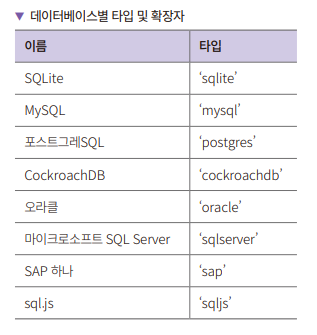 ▼ 데이터베이스별 타입 및 확장자
이름 타입
SQLite ‘sqlite’
MySQL ‘mysql’
포스트그레SQL ‘postgres’
CockroachDB ‘cockroachdb’
오라클 ‘oracle’
마이크로소프트 SQL Server ‘sqlserver’
SAP 하나 ‘sap’
sql.js ‘sqljs’